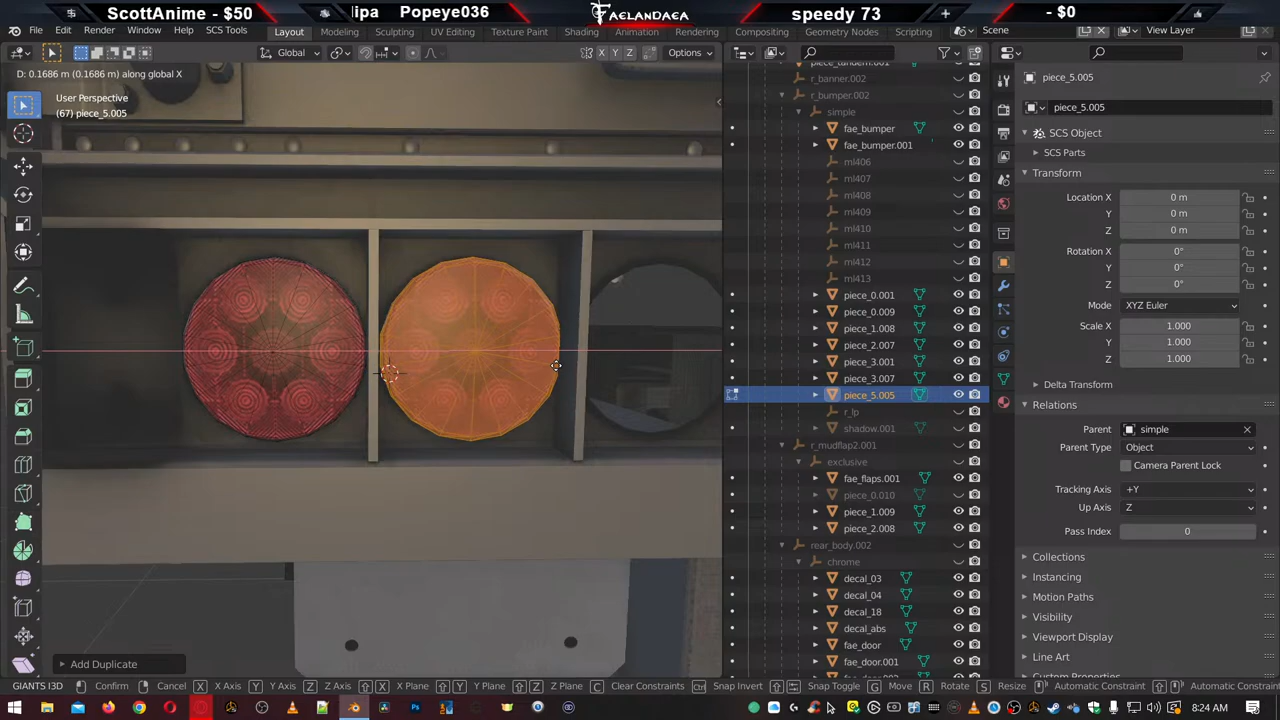 ScottAnime - $50
lipa Popeye036
FAELANDAEA
speedy 73
- $0
File Edit Render Window Help SCS Tools
Layout Modeling Sculpting UV Editing Texture Paint Shading Animation Rendering Compositing Geometry Nodes Scripting
Scene
View Layer
Global
X Y Z
Options
D: 0.1686 m (0.1686 m) along global X
User Perspective
(67) piece_5.005
Add Duplicate
r_banner.002
r_bumper.002
simple
fae_bumper
fae_bumper.001
ml406
ml407
ml408
ml409
ml410
ml411
ml412
ml413
piece_0.001
piece_0.009
piece_1.008
piece_2.007
piece_3.001
piece_3.007
piece_5.005
r_lp
shadow.001
r_mudflap2.001
exclusive
fae_flaps.001
piece_0.010
piece_1.009
piece_2.008
rear_body.002
chrome
decal_03
decal_04
decal_18
decal_abs
fae_door
fae_door.001
piece_5.005
piece_5.005
SCS Object
SCS Parts
Transform
Location X 0 m
Y 0 m
Z 0 m
Rotation X 0°
Y 0°
Z 0°
Mode XYZ Euler
Scale X 1.000
Y 1.000
Z 1.000
Delta Transform
Relations
Parent simple
Parent Type Object
Camera Parent Lock
Tracking Axis +Y
Up Axis Z
Pass Index 0
Collections
Instancing
Motion Paths
Visibility
Viewport Display
Line Art
Custom Properties
GIANTS I3D Confirm Cancel X X Axis Y Axis Z Z Axis X X Plane Y Y Plane Z Z Plane C Clear Constraints Ctrl Snap Invert Snap Toggle G Move R Rotate S Resize Automatic Constraint Automatic Constrai
8:24 AM